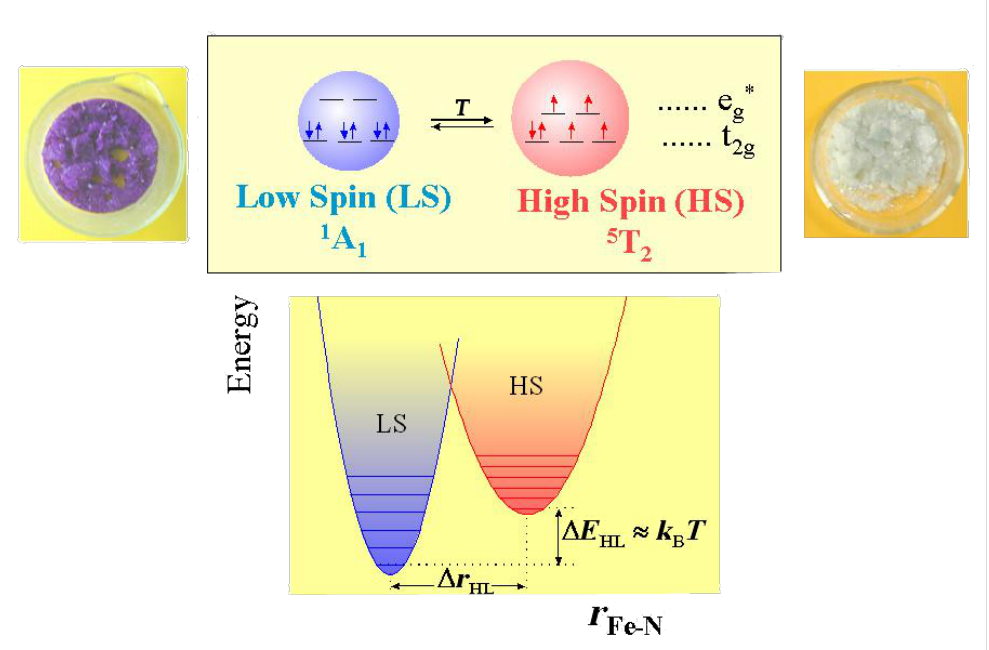 T
...... eg*
...... t2g
Low Spin (LS)
High Spin (HS)
1A1
5T2
Energy
HS
LS
ΔEHL ≈ kBT
ΔrHL
rFe-N